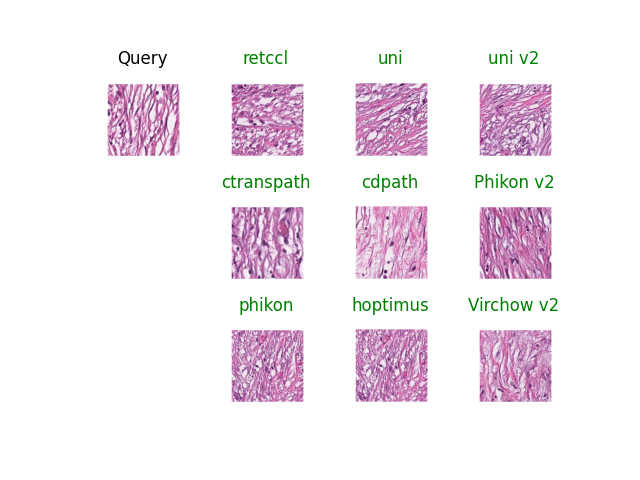 Query retccl uni uni v2
ctranspath cdpath Phikon v2
phikon hoptimus Virchow v2